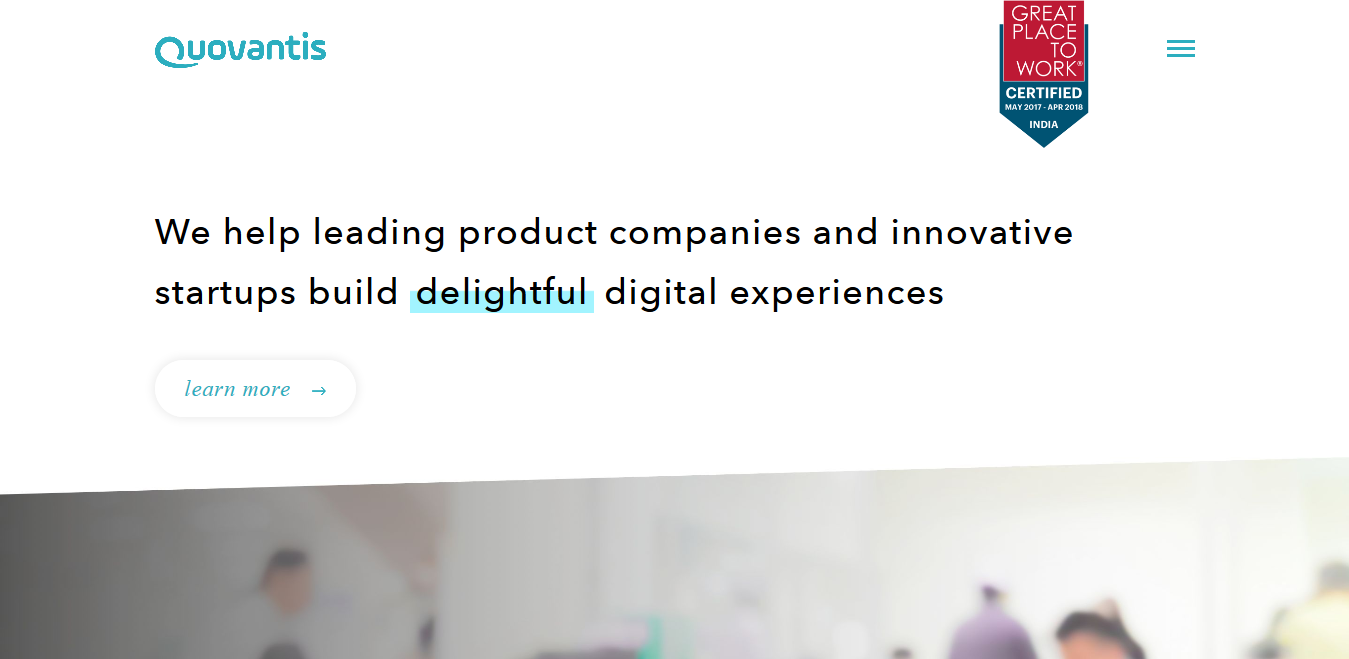 Quovantis
GREAT
PLACE
TO
WORK®
CERTIFIED
MAY 2017 - APR 2018
INDIA
We help leading product companies and innovative
startups build delightful digital experiences
learn more →